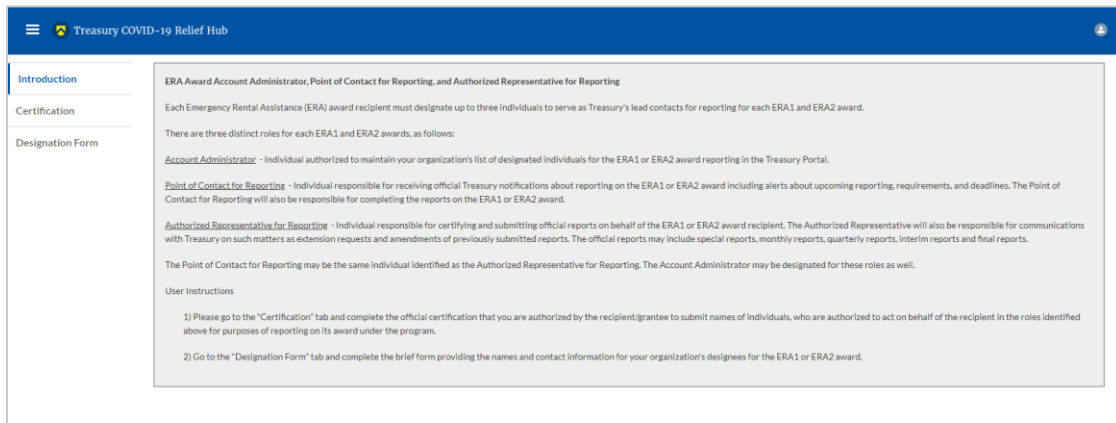 Treasury COVID-19 Relief Hub
Introduction
Certification
Designation Form
ERA Award Account Administrator, Point of Contact for Reporting, and Authorized Representative for Reporting
Each Emergency Rental Assistance (ERA) award recipient must designate up to three individuals to serve as Treasury's lead contacts for reporting for each ERA1 and ERA2 award.
There are three distinct roles for each ERA1 and ERA2 awards, as follows:
Account Administrator - Individual authorized to maintain your organization's list of designated individuals for the ERA1 or ERA2 award reporting in the Treasury Portal.
Point of Contact for Reporting - Individual responsible for receiving official Treasury notifications about reporting on the ERA1 or ERA2 award including alerts about upcoming reporting, requirements, and deadlines. The Point of
Contact for Reporting will also be responsible for completing the reports on the ERA1 or ERA2 award.
Authorized Representative for Reporting - Individual responsible for certifying and submitting official reports on behalf of the ERA1 or ERA2 award recipient. The Authorized Representative will also be responsible for communications
with Treasury on such matters as extension requests and amendments of previously submitted reports. The official reports may include special reports, monthly reports, quarterly reports, interim reports and final reports.
The Point of Contact for Reporting may be the same individual identified as the Authorized Representative for Reporting. The Account Administrator may be designated for these roles as well.
User Instructions
1) Please go to the "Certification" tab and complete the official certification that you are authorized by the recipient/grantee to submit names of individuals, who are authorized to act on behalf of the recipient in the roles identified
above for purposes of reporting on its award under the program.
2) Go to the "Designation Form" tab and complete the brief form providing the names and contact information for your organization's designees for the ERA1 or ERA2 award.